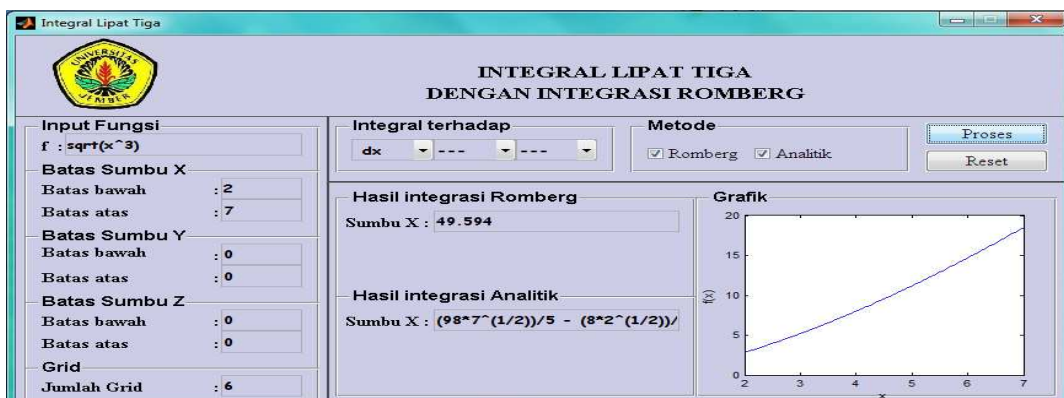 Integral Lipat Tiga
UNIVERSITAS
JEMBER
INTEGRAL LIPAT TIGA
DENGAN INTEGRASI ROMBERG
Input Fungsi
f : sqrt(x^3)
Batas Sumbu X
Batas bawah : 2
Batas atas : 7
Batas Sumbu Y
Batas bawah : 0
Batas atas : 0
Batas Sumbu Z
Batas bawah : 0
Batas atas : 0
Grid
Jumlah Grid : 6
Integral terhadap
dx --- ---
Metode
Romberg Analitik
Proses
Reset
Hasil integrasi Romberg
Sumbu X : 49.594
Hasil integrasi Analitik
Sumbu X : (98*7^(1/2))/5 - (8*2^(1/2))/
Grafik
20
15
10
5
0
f(x)
2 3 4 5 6 7
x